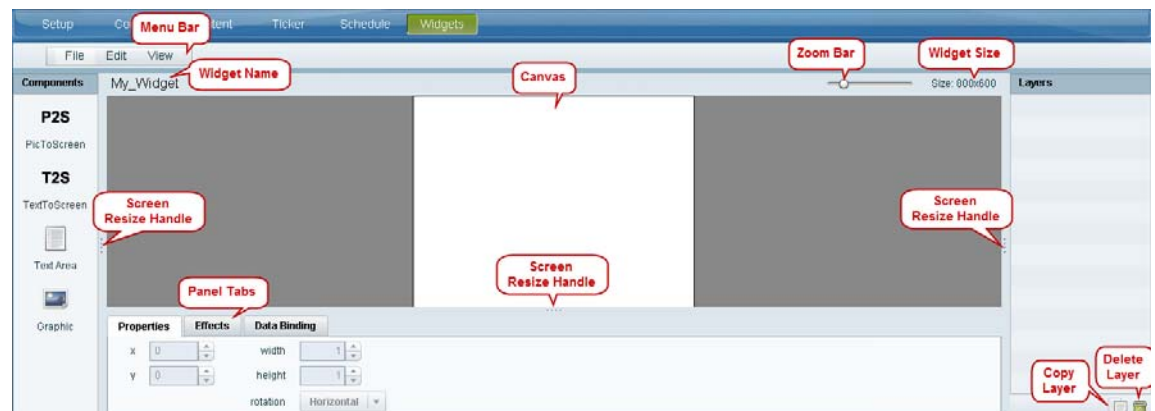 Setup
Co
Menu Bar
tent
Ticker
Schedule
Widgets
File
Edit
View
Widget Name
Canvas
Zoom Bar
Widget Size
Components
My_Widget
Size: 800x600
Layers
P2S
PicToScreen
T2S
TextToScreen
Screen
Resize Handle
Screen
Resize Handle
Text Area
Screen
Resize Handle
Graphic
Panel Tabs
Properties
Effects
Data Binding
x 0
width 1
y 0
height 1
rotation Horizontal
Copy
Layer
Delete
Layer